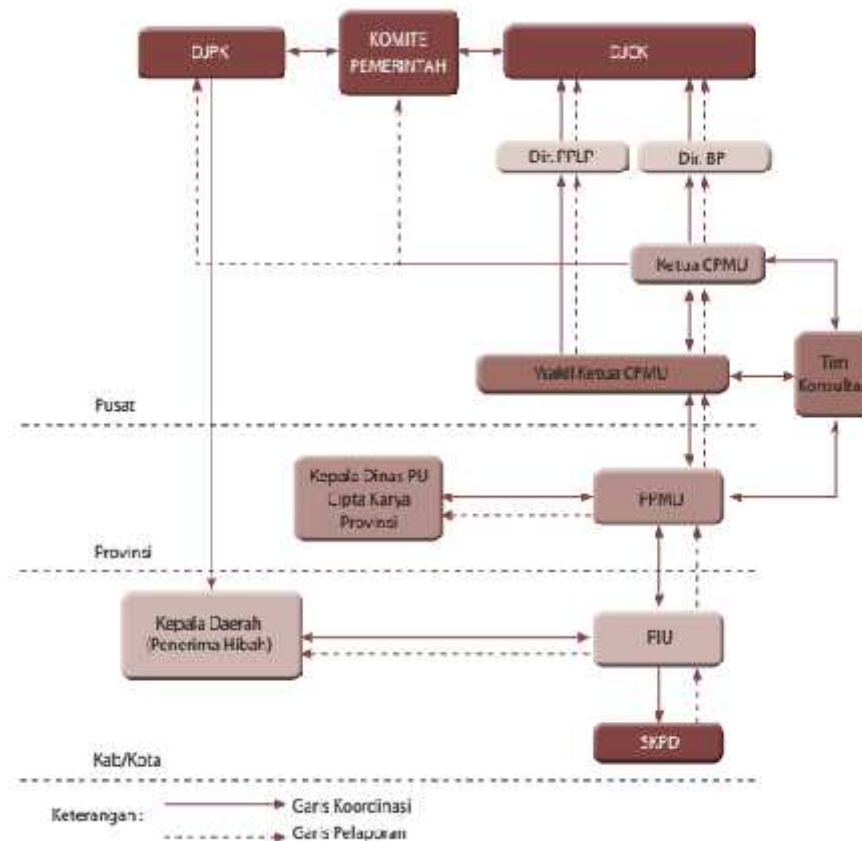 DJPK
KOMITE
PEMERINTAH
DJCK
Dir. PPLP
Dir. BP
Ketua CPMU
Wakil Ketua CPMU
Tim
Konsultan
Pusat
Kepala Dinas PU
Cipta Karya
Provinsi
PPMU
Provinsi
Kepala Daerah
(Penerima Hibah)
PIU
SKPD
Kab/Kota
Keterangan :
Garis Koordinasi
Garis Pelaporan